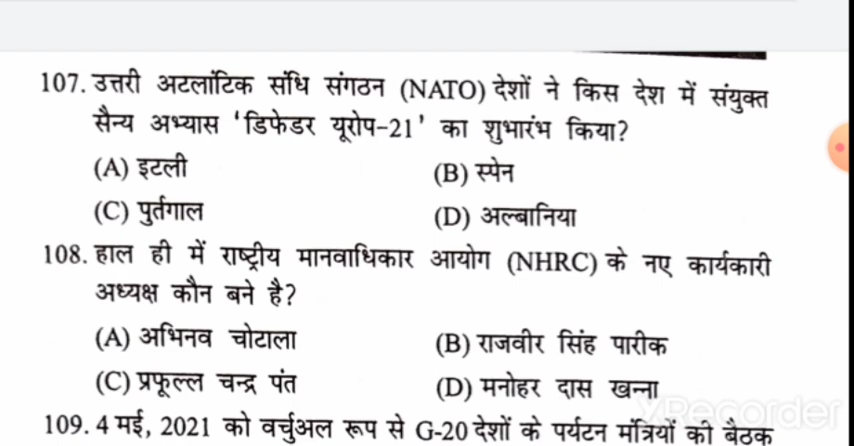 107. उत्तरी अटलांटिक संधि संगठन (NATO) देशों ने किस देश में संयुक्त
सैन्य अभ्यास 'डिफेडर यूरोप-21' का शुभारंभ किया?
(A) इटली (B) स्पेन
(C) पुर्तगाल (D) अल्बानिया
108. हाल ही में राष्ट्रीय मानवाधिकार आयोग (NHRC) के नए कार्यकारी
अध्यक्ष कौन बने है?
(A) अभिनव चोटाला (B) राजवीर सिंह पारीक
(C) प्रफूल्ल चन्द्र पंत (D) मनोहर दास खन्ना
XRecorder
109. 4 मई, 2021 को वर्चुअल रूप से G-20 देशों के पर्यटन मंत्रियों की बैठक